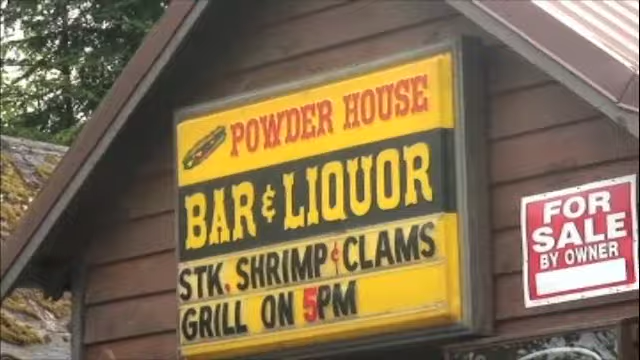 POWDER HOUSE
BAR & LIQUOR
STK. SHRIMP & CLAMS
GRILL ON 5PM
FOR
SALE
BY OWNER